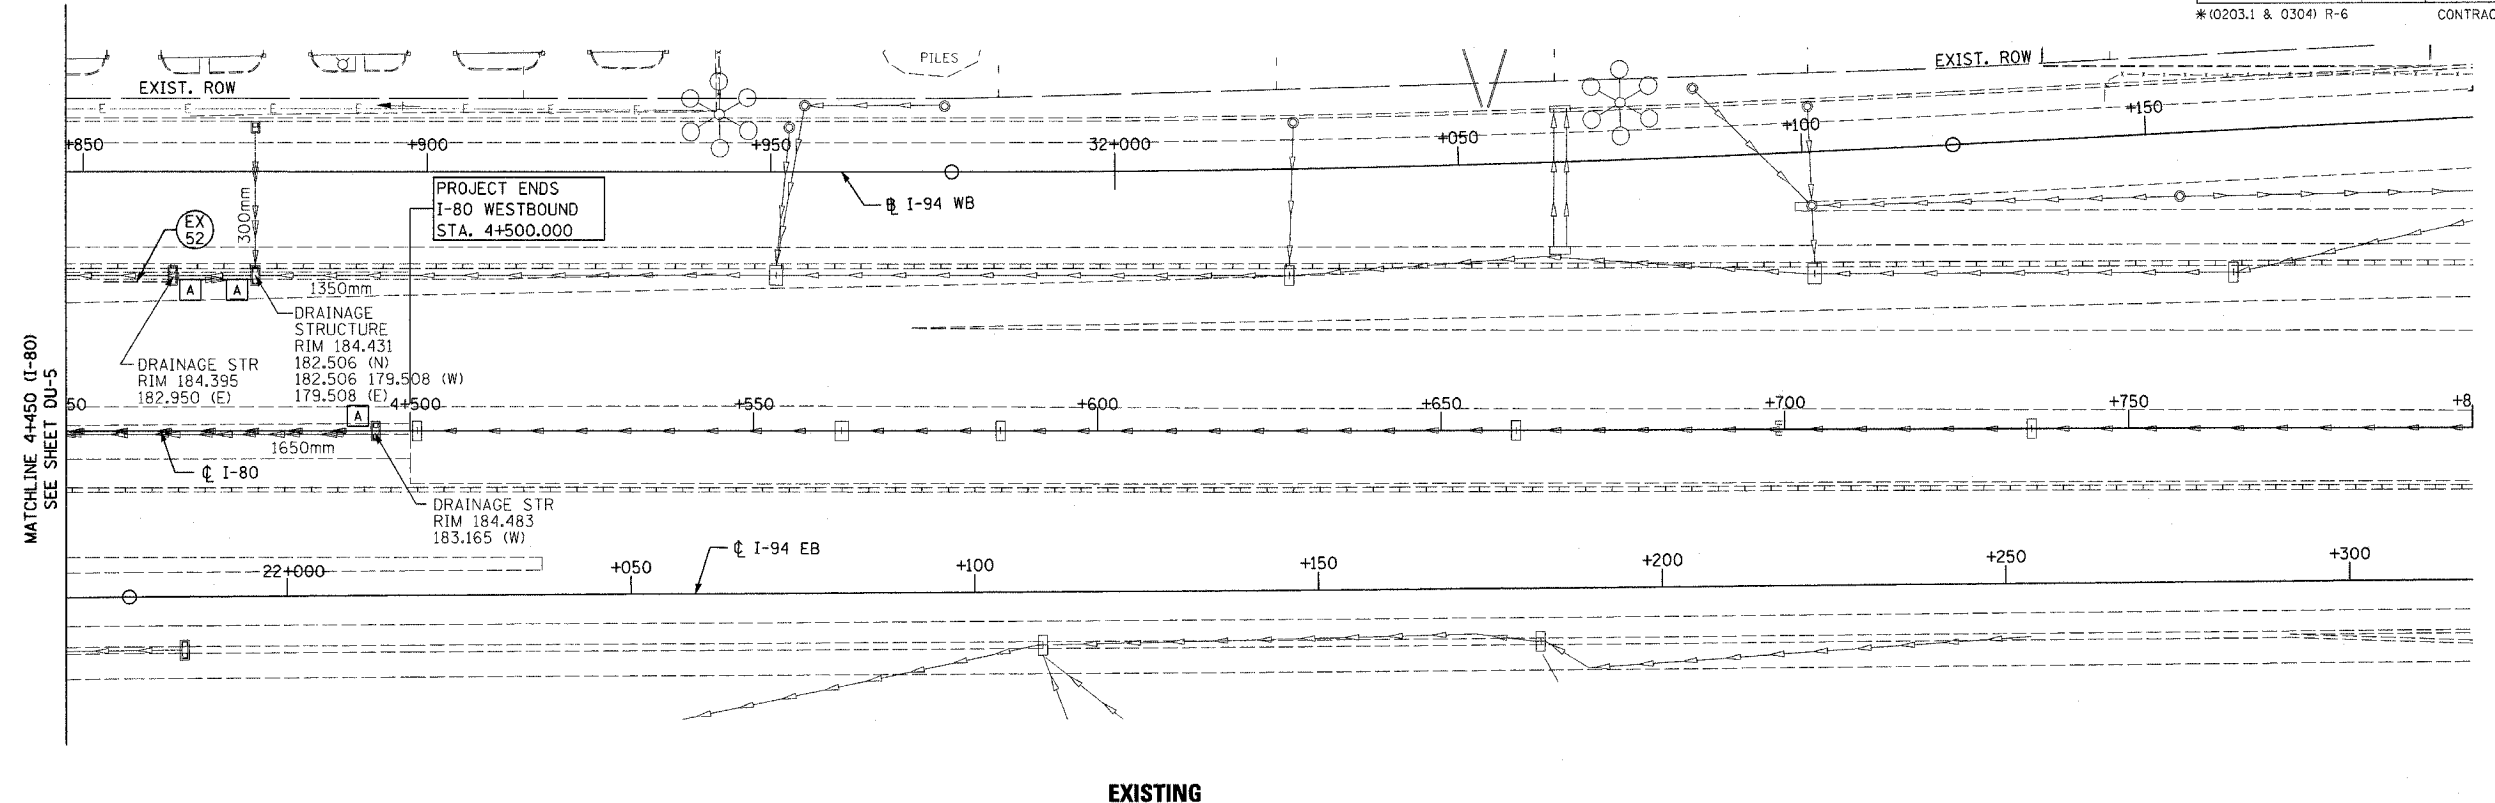 *(0203.1 & 0304) R-6
CONTRAC
PILES
EXIST. ROW
EXIST. ROW
+850
+900
+950
32+000
+050
+100
+150
300mm
EX
52
PROJECT ENDS
I-80 WESTBOUND
STA. 4+500.000
℄ I-94 WB
A
A
1350mm
DRAINAGE
STRUCTURE
RIM 184.431
182.506 (N)
182.506 179.508 (W)
179.508 (E)
DRAINAGE STR
RIM 184.395
182.950 (E)
MATCHLINE 4+450 (I-80)
SEE SHEET DU-5
50
A
4+500
+550
+600
+650
+700
+750
+8
1650mm
℄ I-80
DRAINAGE STR
RIM 184.483
183.165 (W)
℄ I-94 EB
22+000
+050
+100
+150
+200
+250
+300
E E E E E E E
EXISTING